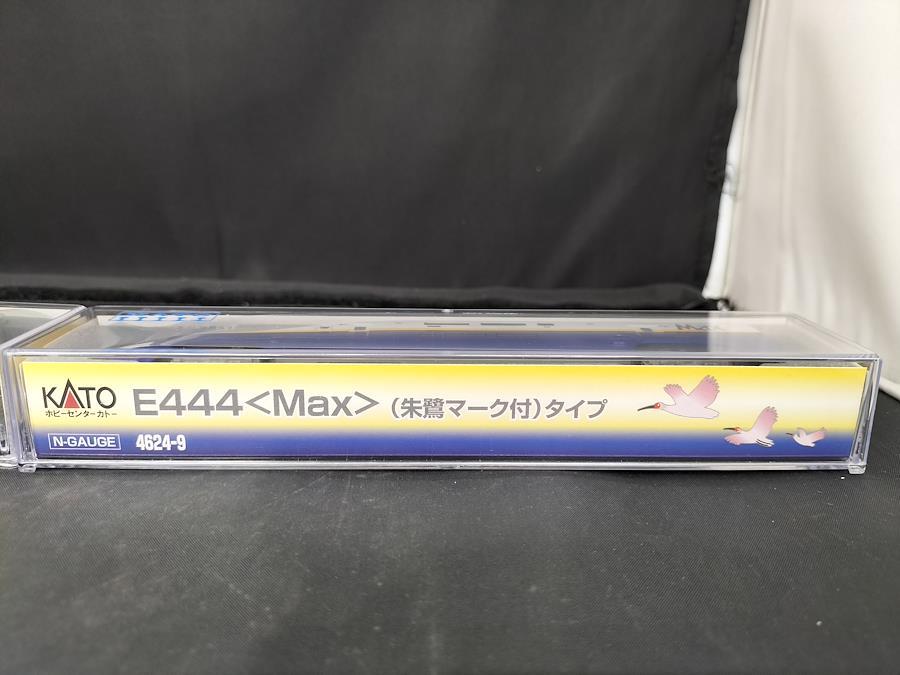 KATO
ホビーセンターカトー
E444<Max>(朱鷺マーク付)タイプ
N-GAUGE 4624-9
Max